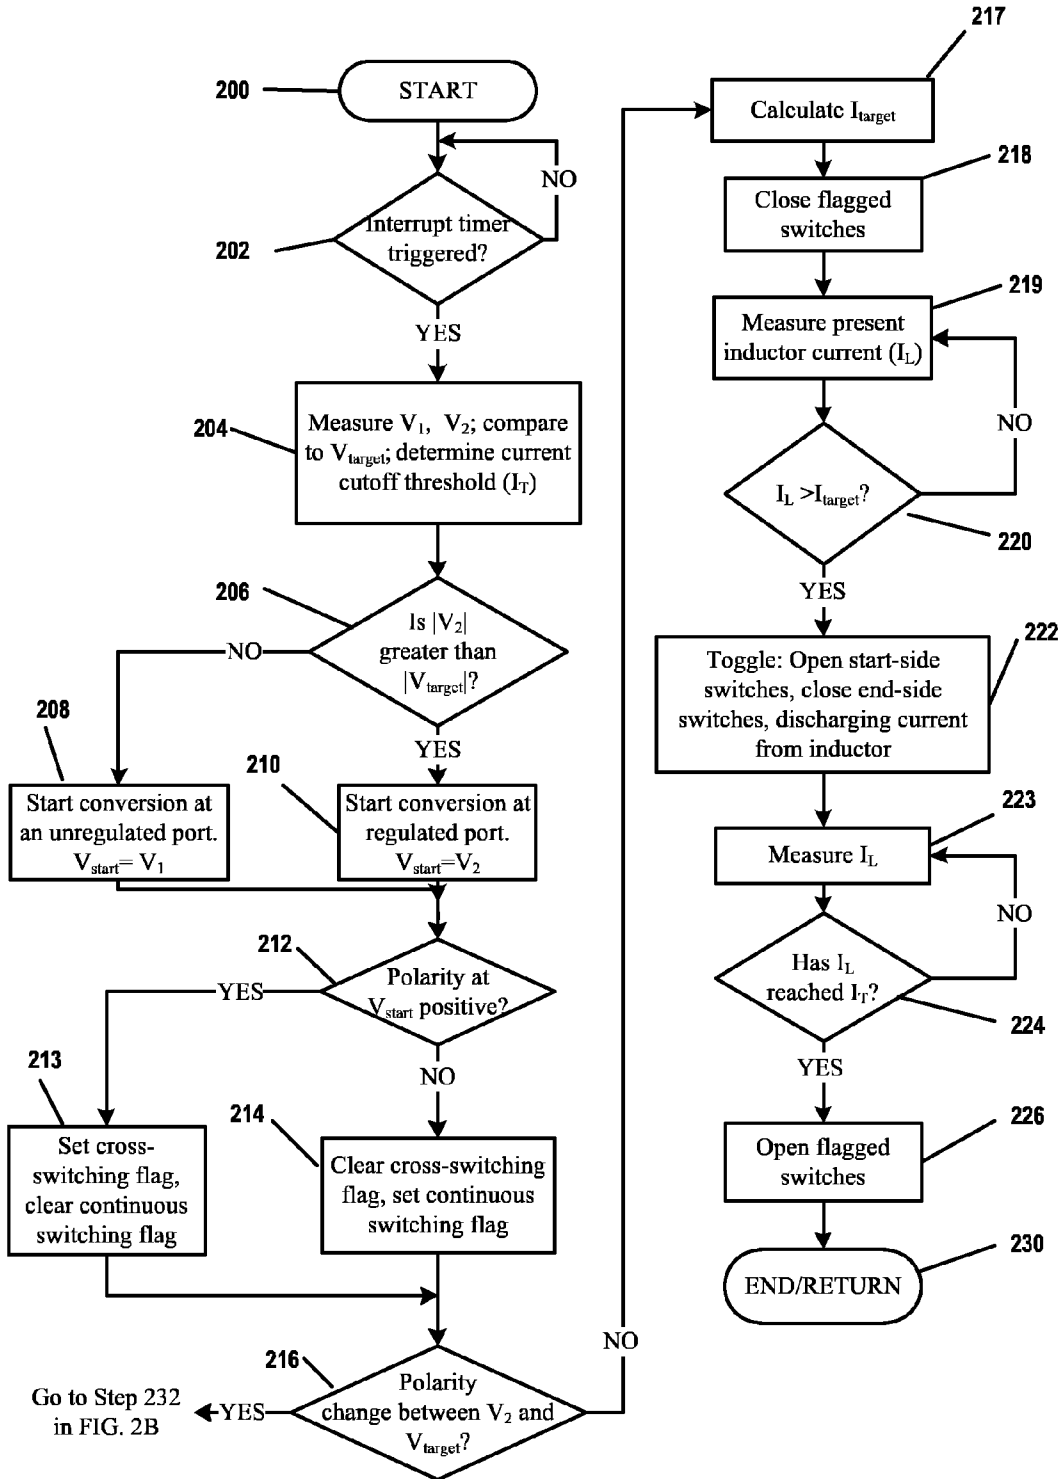 200
START
NO
202
Interrupt timer
triggered?
YES
204
Measure V1, V2; compare
to Vtarget; determine current
cutoff threshold (IT)
206
Is |V2|
greater than
|Vtarget|?
NO
YES
208
Start conversion at
an unregulated port.
Vstart= V1
210
Start conversion at
regulated port.
Vstart=V2
212
Polarity at
Vstart positive?
YES
NO
213
Set cross-
switching flag,
clear continuous
switching flag
214
Clear cross-switching
flag, set continuous
switching flag
216
Polarity
change between V2 and
Vtarget?
YES
Go to Step 232
in FIG. 2B
NO
217
Calculate Itarget
218
Close flagged
switches
219
Measure present
inductor current (IL)
NO
IL >Itarget?
220
YES
222
Toggle: Open start-side
switches, close end-side
switches, discharging current
from inductor
223
Measure IL
NO
Has IL
reached IT?
224
YES
226
Open flagged
switches
230
END/RETURN